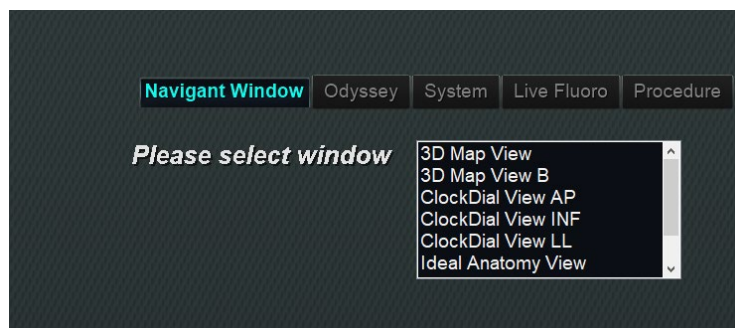 Navigant Window Odyssey System Live Fluoro Procedure
Please select window
3D Map View
3D Map View B
ClockDial View AP
ClockDial View INF
ClockDial View LL
Ideal Anatomy View